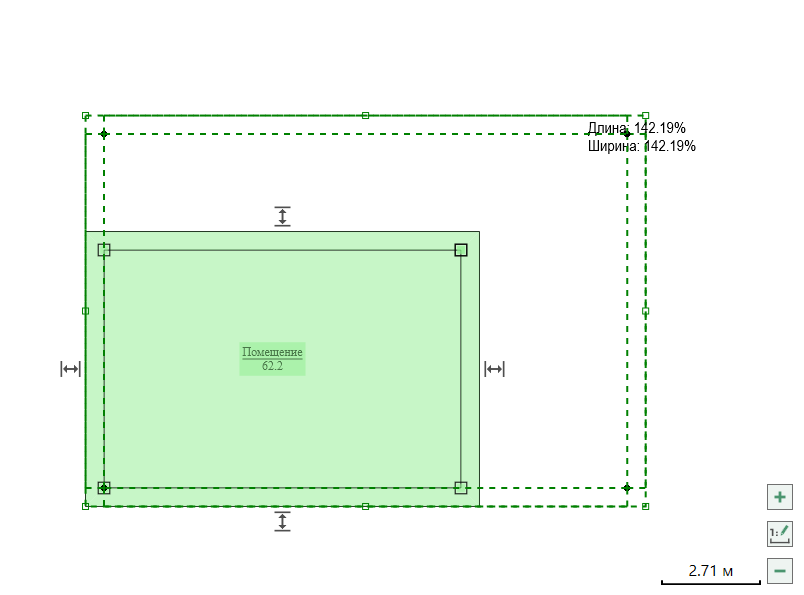 Длина: 142.19%
Ширина: 142.19%
Помещение
62.2
1:
2.71 м